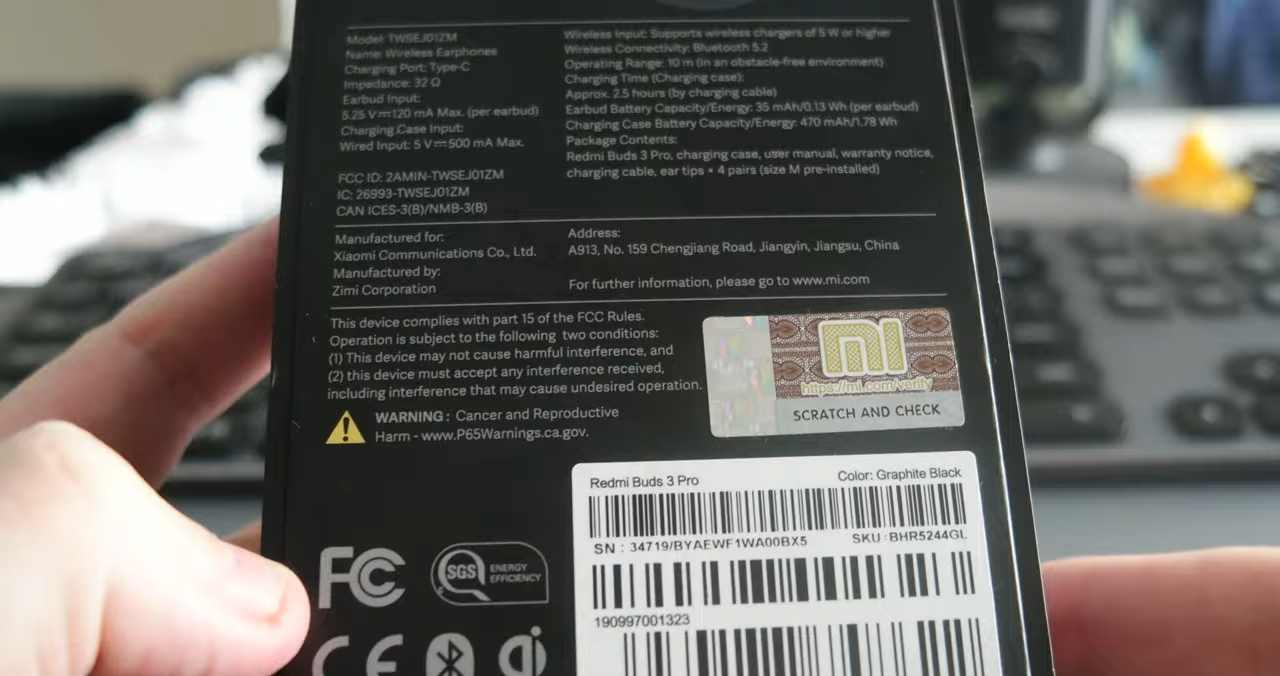 Model: TWSEJ01ZM
Name: Wireless Earphones
Charging Port: Type-C
Impedance: 32 Ω
Earbud Input:
5.25 V⎓120 mA Max. (per earbud)
Charging Case Input:
Wired Input: 5 V⎓500 mA Max.
FCC ID: 2AMIN-TWSEJ01ZM
IC: 26993-TWSEJ01ZM
CAN ICES-3(B)/NMB-3(B)
Wireless Input: Supports wireless chargers of 5 W or higher
Wireless Connectivity: Bluetooth 5.2
Operating Range: 10 m (in an obstacle-free environment)
Charging Time (Charging case):
Approx. 2.5 hours (by charging cable)
Earbud Battery Capacity/Energy: 35 mAh/0.13 Wh (per earbud)
Charging Case Battery Capacity/Energy: 470 mAh/1.78 Wh
Package Contents:
Redmi Buds 3 Pro, charging case, user manual, warranty notice,
charging cable, ear tips * 4 pairs (size M pre-installed)
Manufactured for:
Xiaomi Communications Co., Ltd.
Manufactured by:
Zimi Corporation
Address:
A913, No. 159 Chengjiang Road, Jiangyin, Jiangsu, China
For further information, please go to www.mi.com
This device complies with part 15 of the FCC Rules.
Operation is subject to the following two conditions:
(1) This device may not cause harmful interference, and
(2) this device must accept any interference received,
including interference that may cause undesired operation.
WARNING: Cancer and Reproductive
Harm - www.P65Warnings.ca.gov.
MI
https://mi.com/verify
SCRATCH AND CHECK
Redmi Buds 3 Pro
Color: Graphite Black
SN : 34719/BYAEWF1WA00BX5
SKU : BHR5244GL
190997001323
FC
SGS
ENERGY
EFFICIENCY
CE
qi